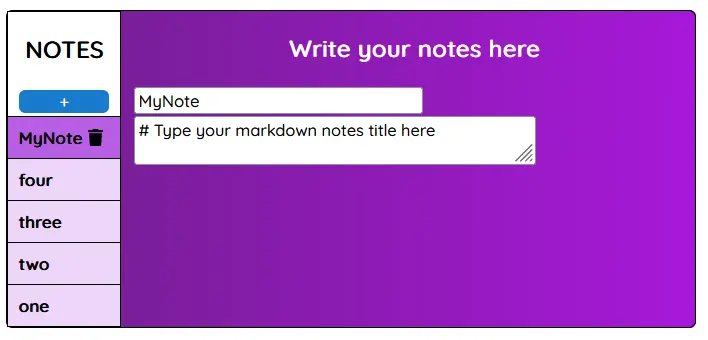 NOTES
+
MyNote
four
three
two
one
Write your notes here
MyNote
# Type your markdown notes title here